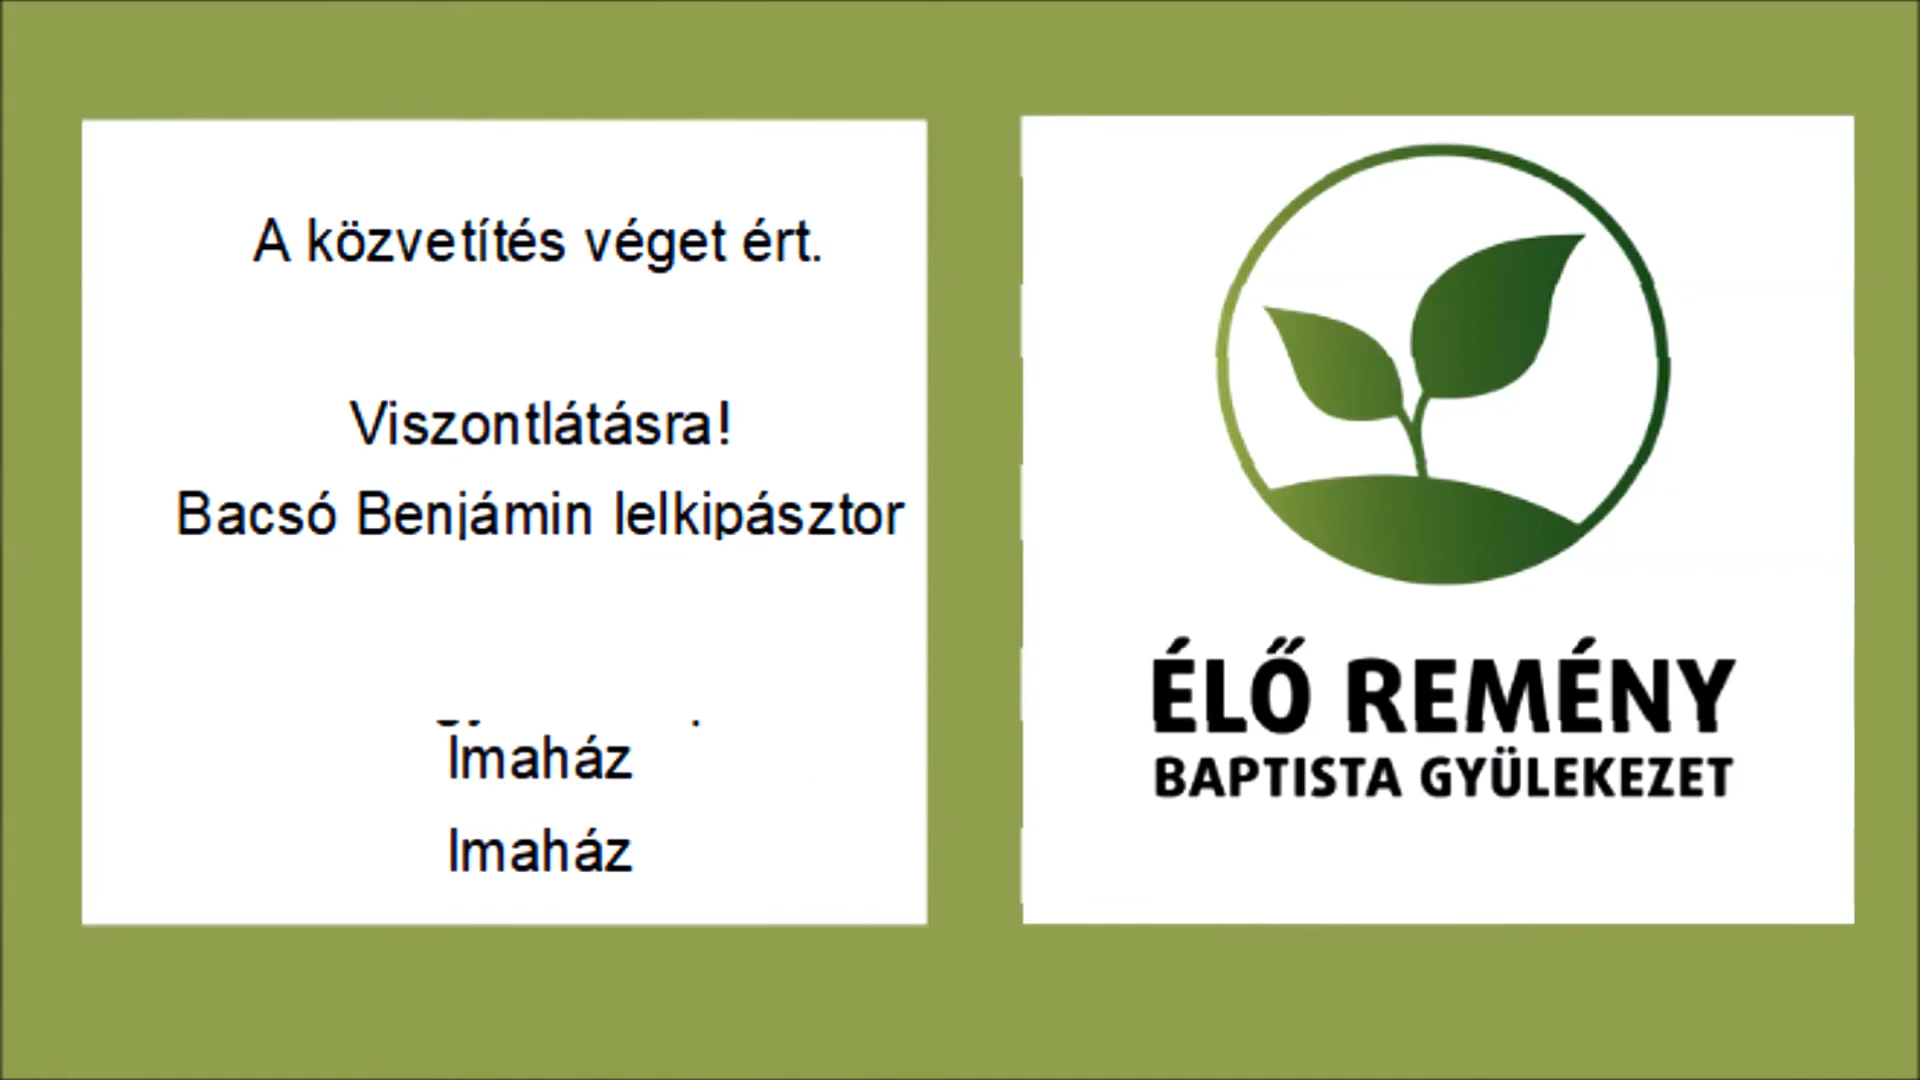 A közvetítés véget ért.
Viszontlátásra!
Bacsó Benjámin lelkipásztor
Imaház
Imaház
ÉLŐ REMÉNY
BAPTISTA GYÜLEKEZET